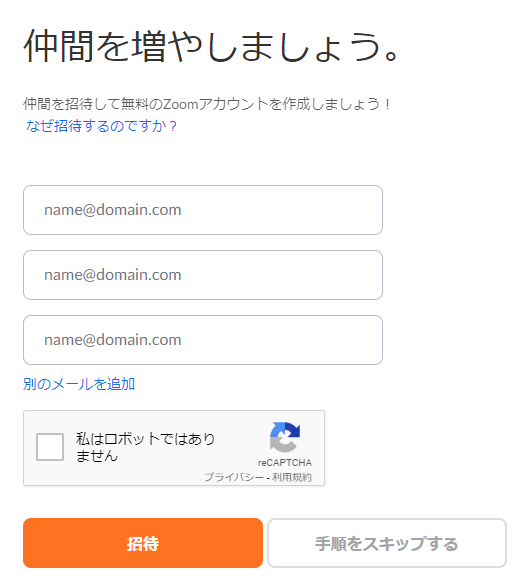 仲間を増やしましょう。
仲間を招待して無料のZoomアカウントを作成しましょう！
なぜ招待するのですか？
name@domain.com
name@domain.com
name@domain.com
別のメールを追加
私はロボットではあり
ません
reCAPTCHA
プライバシー - 利用規約
招待
手順をスキップする